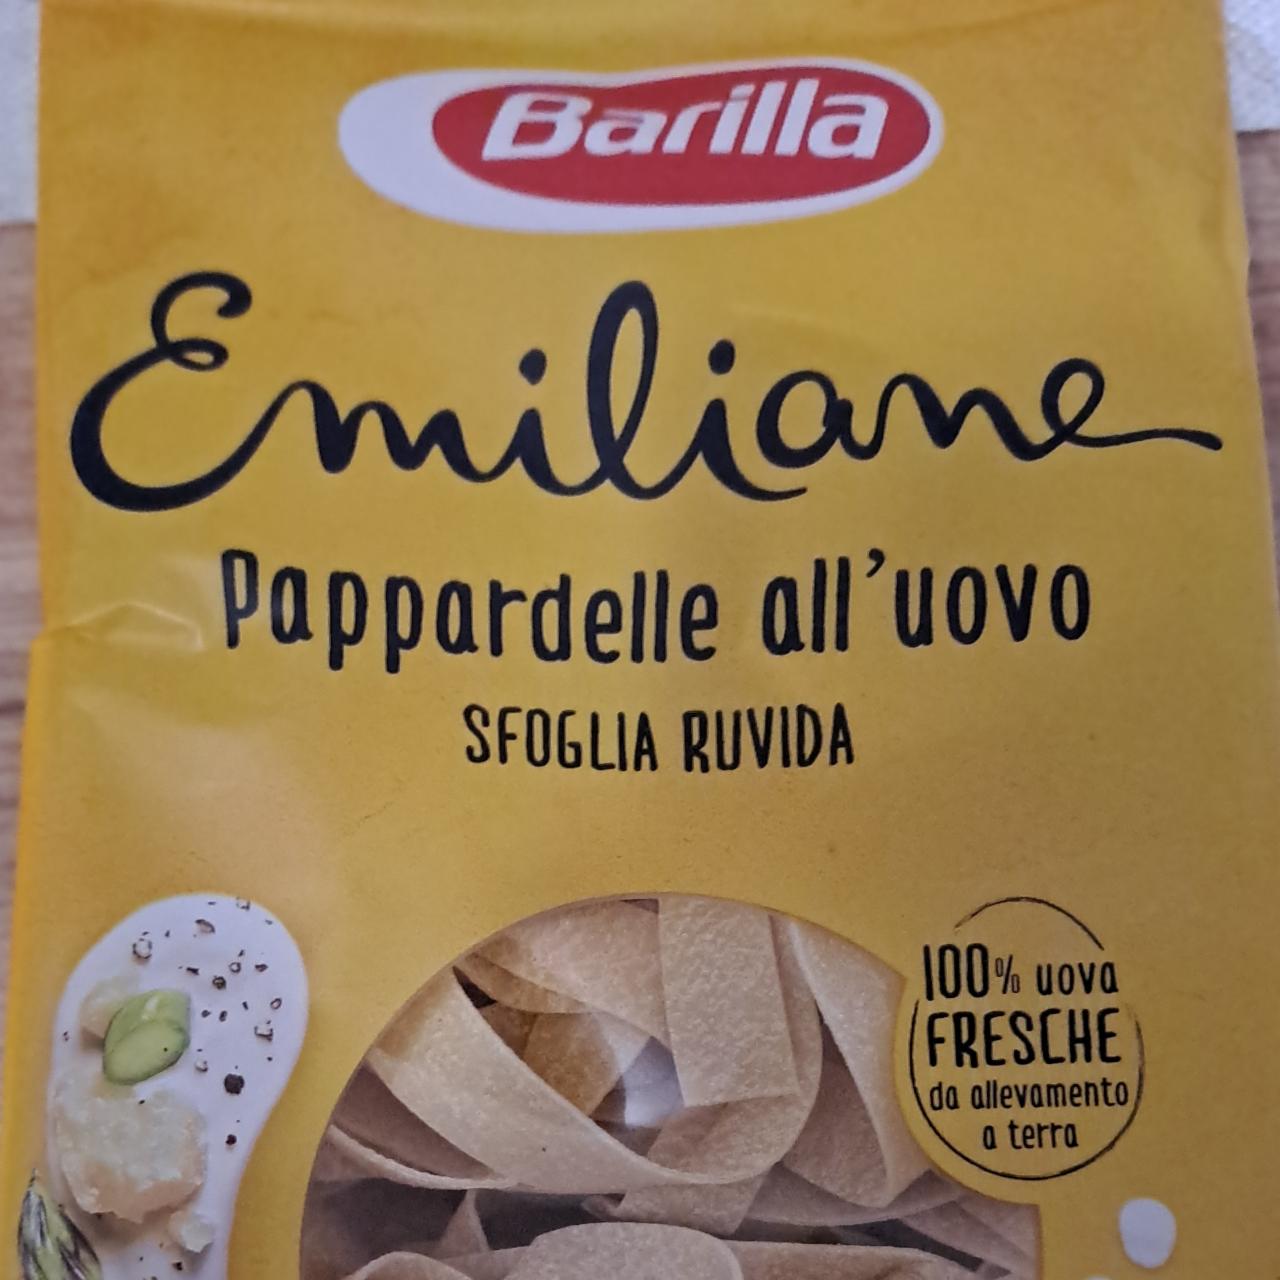 Barilla
Emiliane
Pappardelle all'uovo
SFOGLIA RUVIDA
100% uova
FRESCHE
da allevamento
a terra